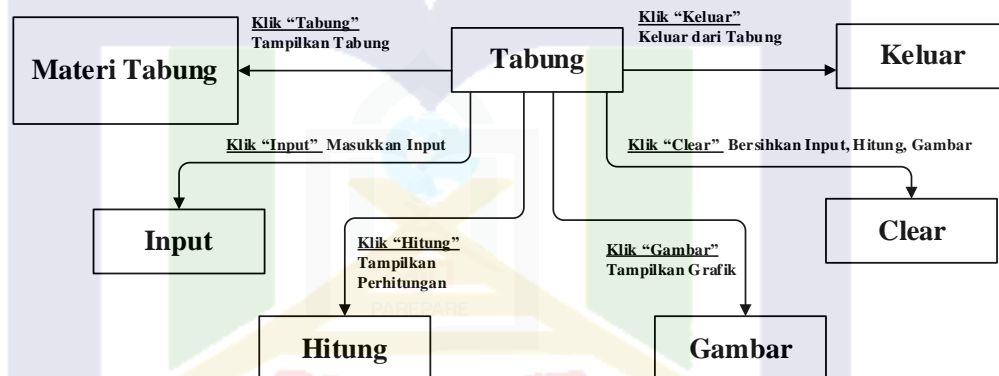 Klik “Tabung”
Tampilkan Tabung
Klik “Keluar”
Keluar dari Tabung
Materi Tabung
Tabung
Keluar
Klik “Input” Masukkan Input
Klik “Clear” Bersihkan Input, Hitung, Gambar
Input
Clear
Klik “Hitung”
Tampilkan
Perhitungan
Klik “Gambar”
Tampilkan Grafik
PAREPARE
Hitung
Gambar